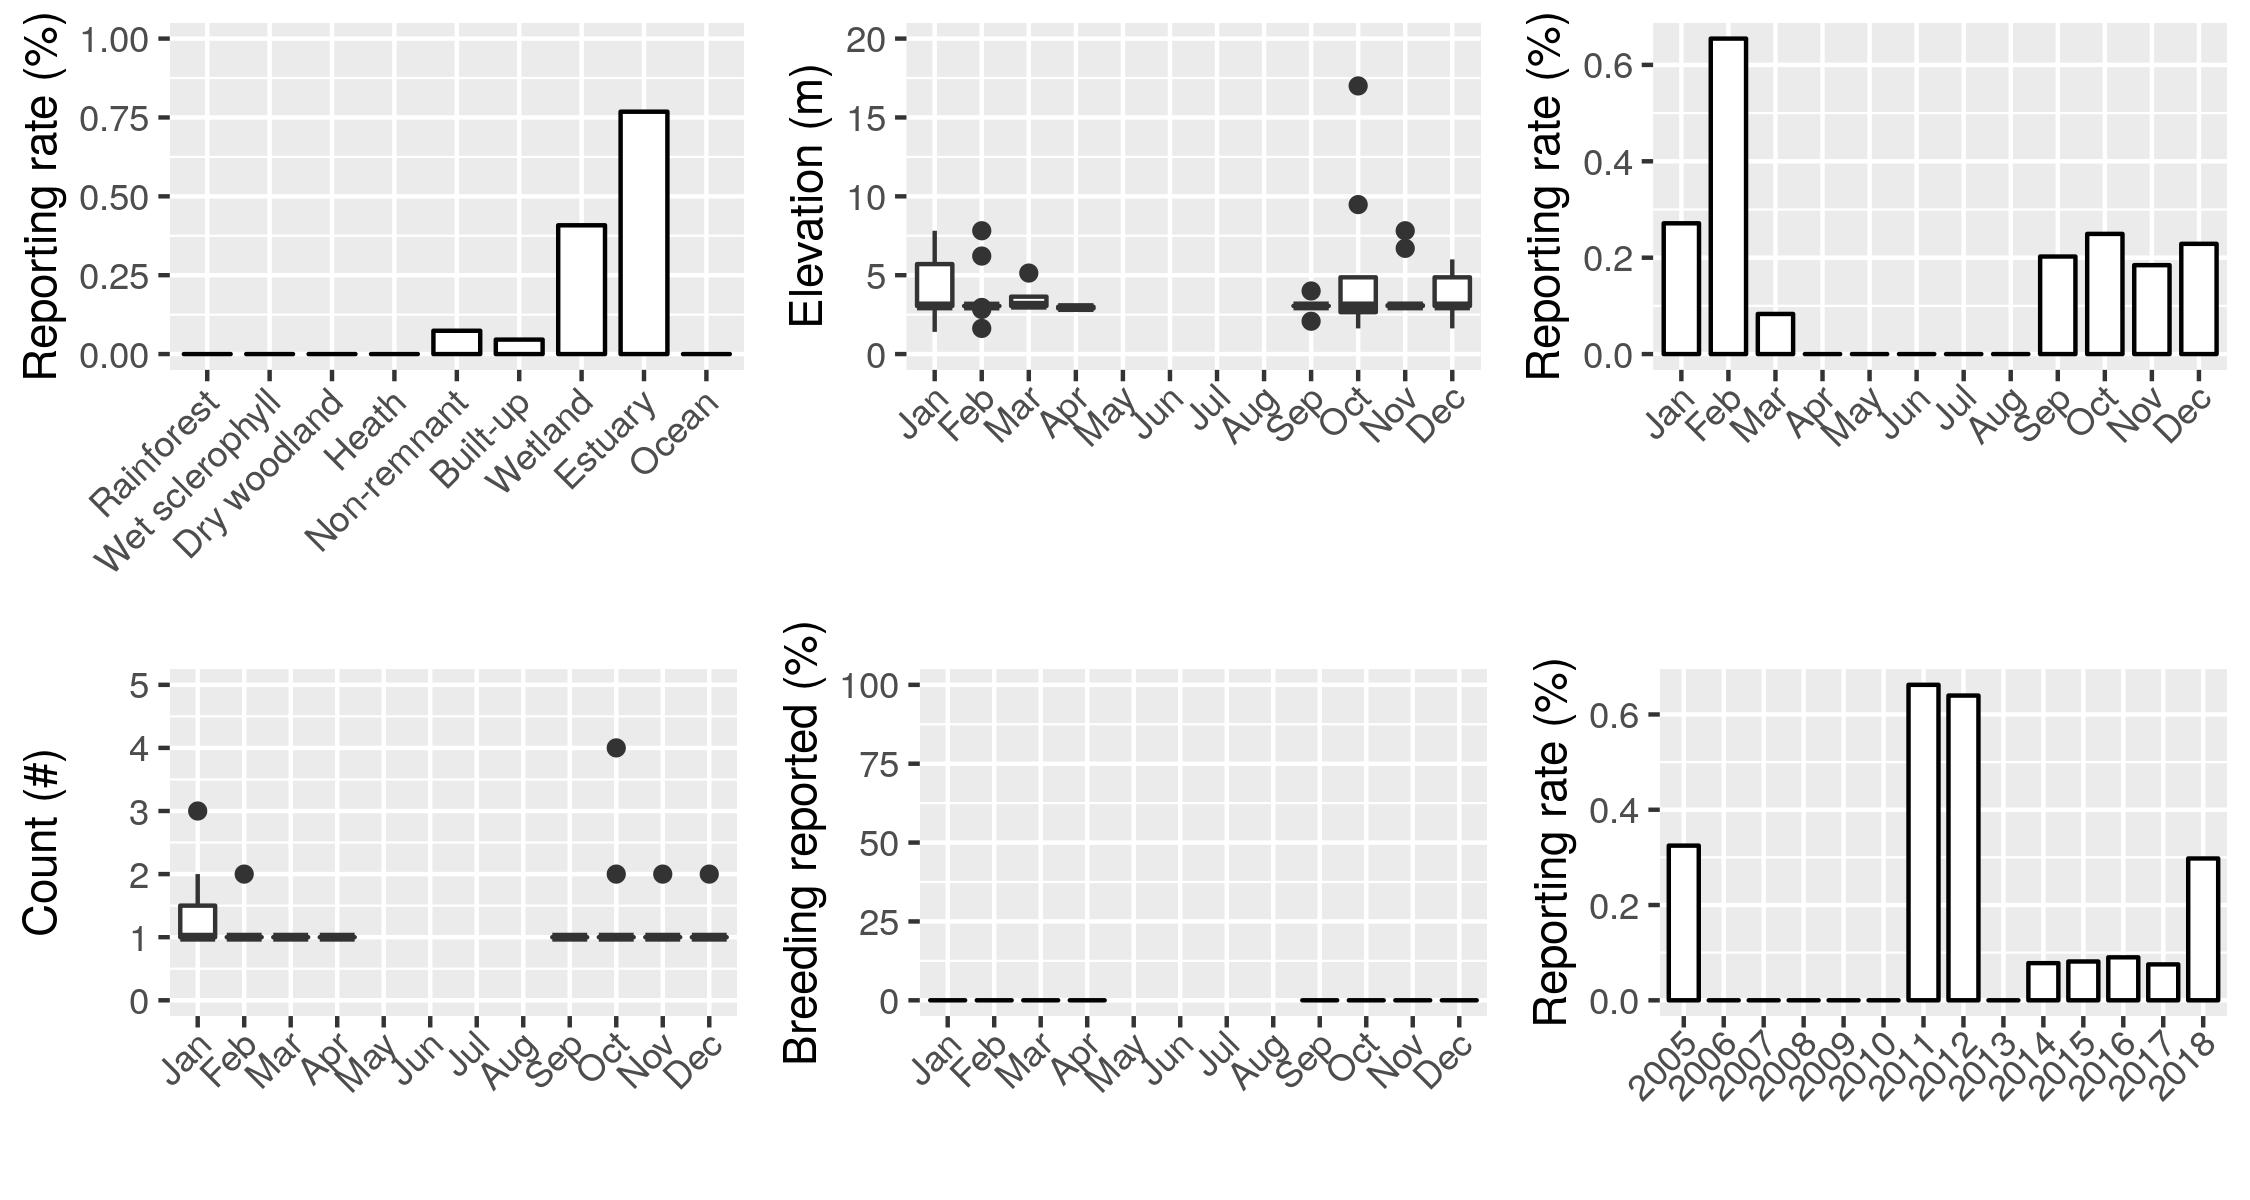 Reporting rate (%)
1.00
0.75
0.50
0.25
0.00
Rainforest
Wet sclerophyll
Dry woodland
Heath
Non-remnant
Built-up
Wetland
Estuary
Ocean
Elevation (m)
20
15
10
5
0
Jan
Feb
Mar
Apr
May
Jun
Jul
Aug
Sep
Oct
Nov
Dec
Reporting rate (%)
0.6
0.4
0.2
0.0
Jan
Feb
Mar
Apr
May
Jun
Jul
Aug
Sep
Oct
Nov
Dec
Count (#)
5
4
3
2
1
0
Jan
Feb
Mar
Apr
May
Jun
Jul
Aug
Sep
Oct
Nov
Dec
Breeding reported (%)
100
75
50
25
0
Jan
Feb
Mar
Apr
May
Jun
Jul
Aug
Sep
Oct
Nov
Dec
Reporting rate (%)
0.6
0.4
0.2
0.0
2005
2006
2007
2008
2009
2010
2011
2012
2013
2014
2015
2016
2017
2018